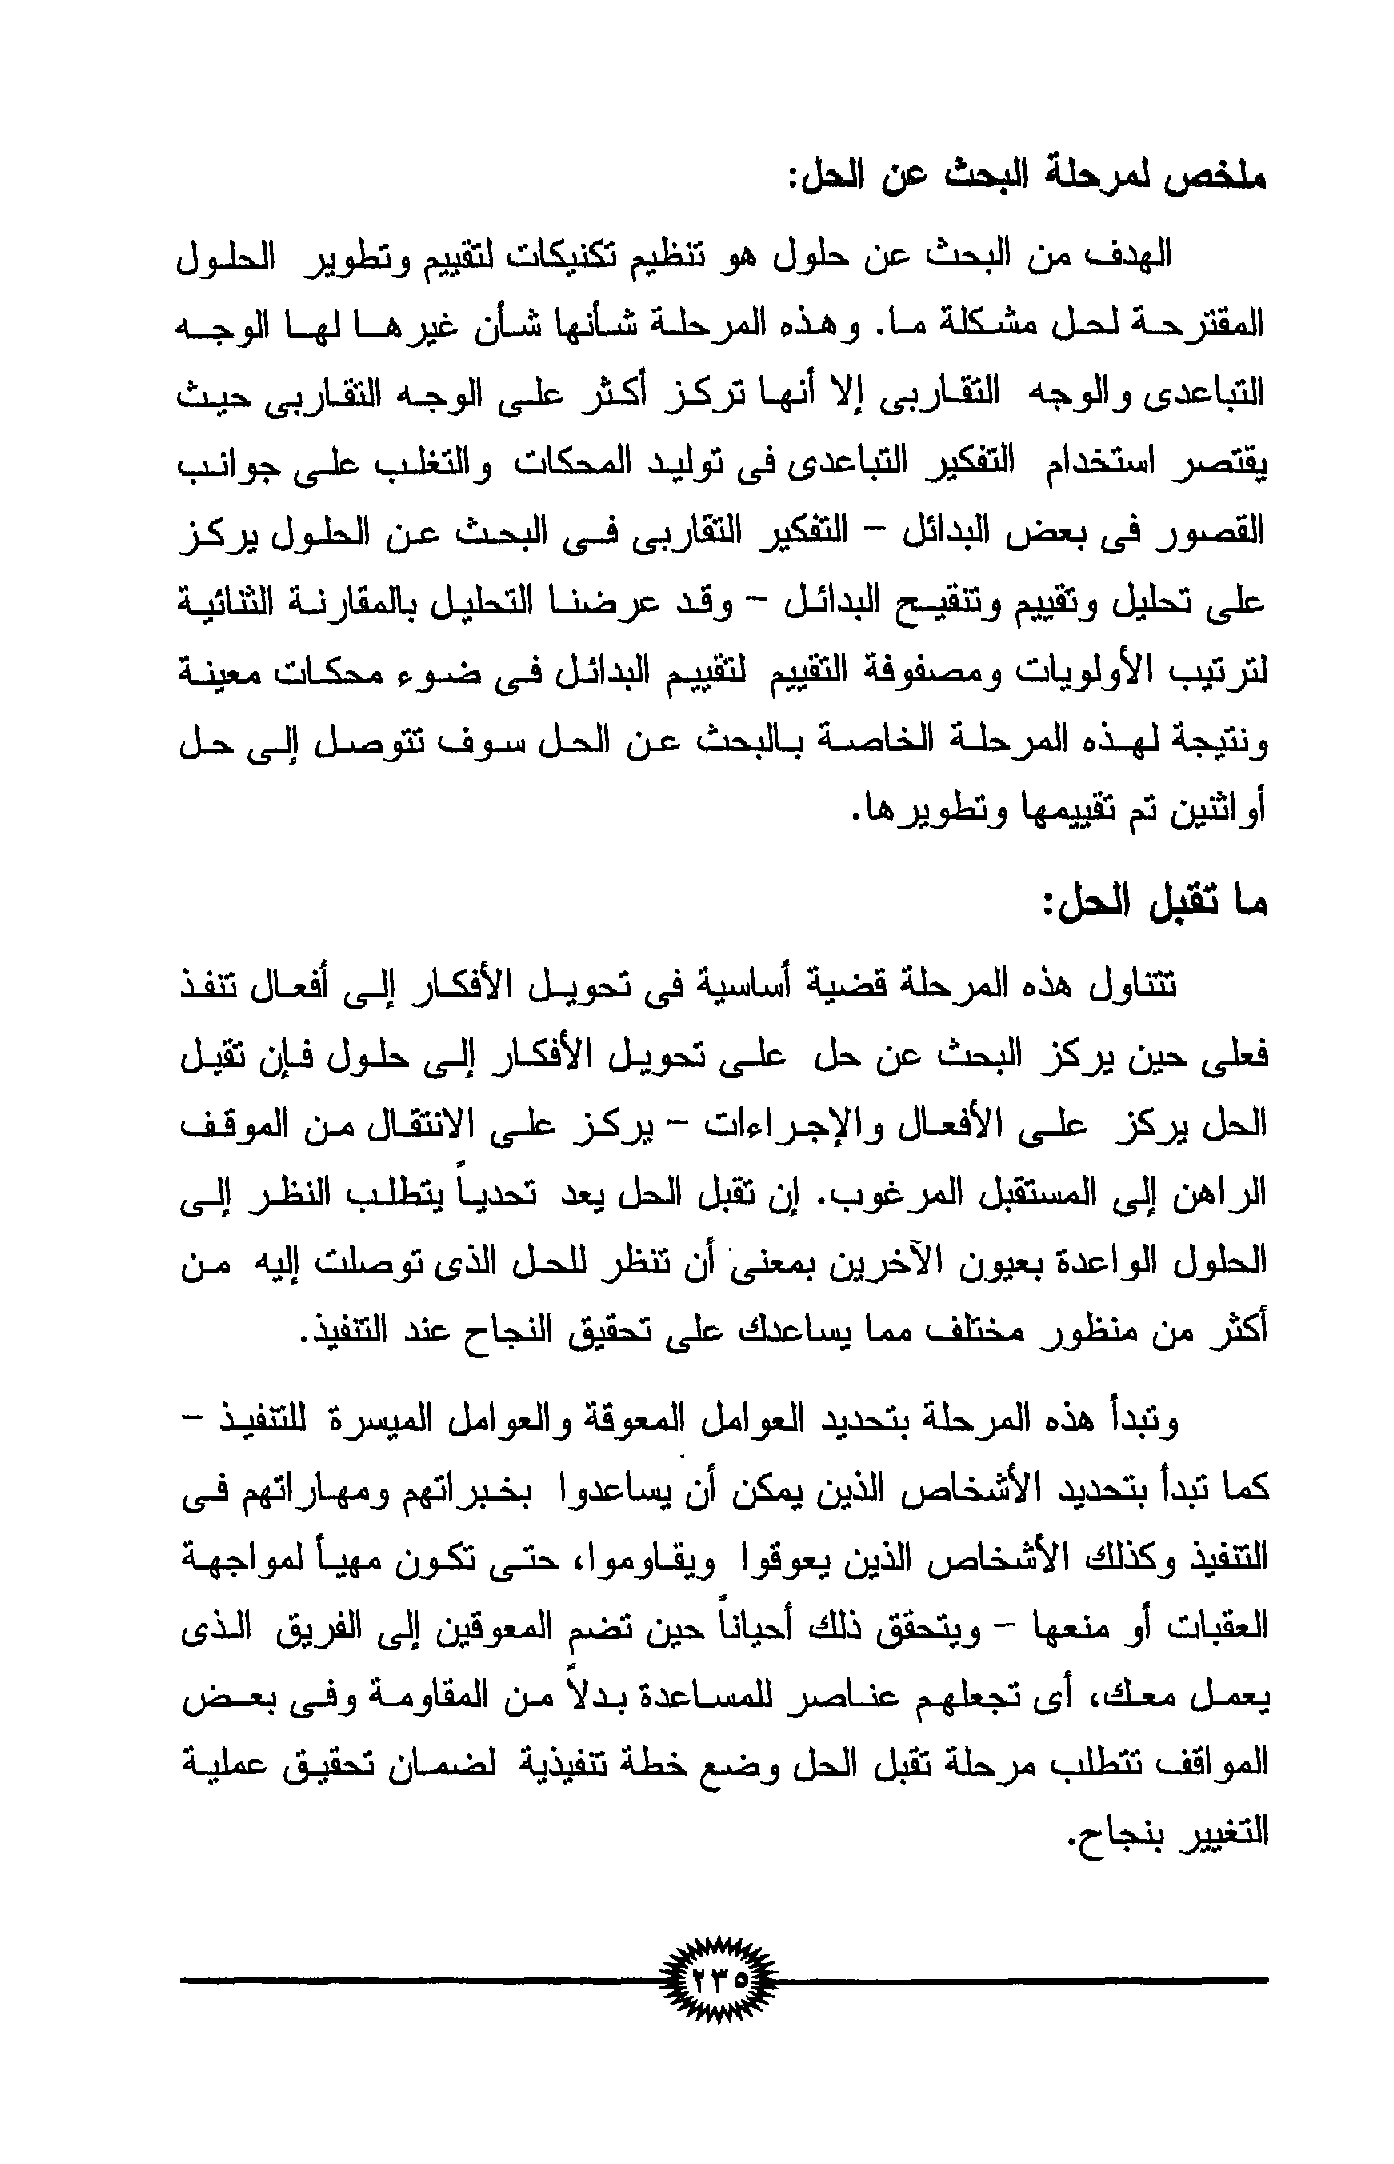 ملخص لمرحلة البحث عن الحل:
الهدف من البحث عن حلول هو تنظيم تكنيكات لتقييم وتطوير الحلول
المقترحة لحل مشكلة ما. وهذه المرحلة شأنها شأن غيرها لها الوجه
التباعدى والوجه التقاربى إلا أنها تركز أكثر على الوجه التقاربى حيث
يقتصر استخدام التفكير التباعدى فى توليد المحكات والتغلب على جوانب
القصور فى بعض البدائل – التفكير التقاربى فى البحث عن الحلول يركز
على تحليل وتقييم وتنقيح البدائل – وقد عرضنا التحليل بالمقارنة الثنائية
لترتيب الأولويات ومصفوفة التقييم لتقييم البدائل فى ضوء محكات معينة
ونتيجة لهذه المرحلة الخاصة بالبحث عن الحل سوف تتوصل إلى حل
أواثنين تم تقييمها وتطويرها.
ما تقبل الحل:
تتناول هذه المرحلة قضية أساسية فى تحويل الأفكار إلى أفعال تنفذ
فعلى حين يركز البحث عن حل على تحويل الأفكار إلى حلول فإن تقبل
الحل يركز على الأفعال والإجراءات – يركز على الانتقال من الموقف
الراهن إلى المستقبل المرغوب. إن تقبل الحل يعد تحدياً يتطلب النظر إلى
الحلول الواعدة بعيون الآخرين بمعنى أن تنظر للحل الذى توصلت إليه من
أكثر من منظور مختلف مما يساعدك على تحقيق النجاح عند التنفيذ.
وتبدأ هذه المرحلة بتحديد العوامل المعوقة والعوامل الميسرة للتنفيذ –
كما تبدأ بتحديد الأشخاص الذين يمكن أن يساعدوا بخبراتهم ومهاراتهم فى
التنفيذ وكذلك الأشخاص الذين يعوقوا ويقاوموا، حتى تكون مهيأ لمواجهة
العقبات أو منعها – ويتحقق ذلك أحياناً حين تضم المعوقين إلى الفريق الذى
يعمل معك، أى تجعلهم عناصر للمساعدة بدلاً من المقاومة وفى بعض
المواقف تتطلب مرحلة تقبل الحل وضع خطة تنفيذية لضمان تحقيق عملية
التغيير بنجاح.
٢٣٥